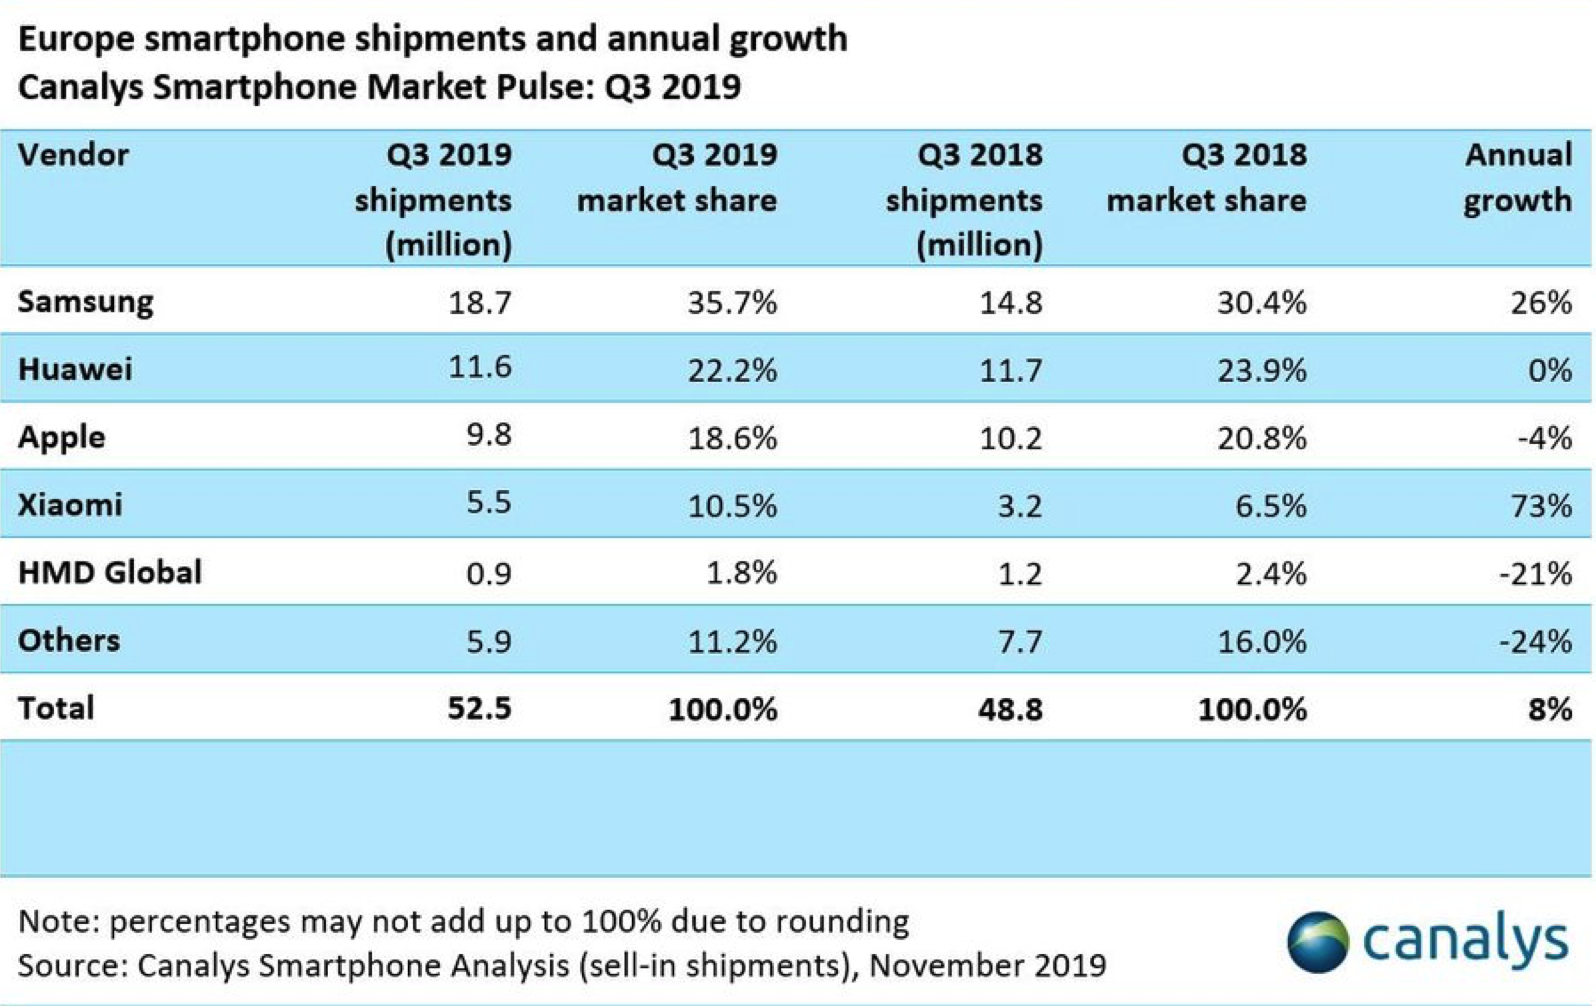 Europe smartphone shipments and annual growth
Canalys Smartphone Market Pulse: Q3 2019
Vendor Q3 2019 shipments (million) Q3 2019 market share Q3 2018 shipments (million) Q3 2018 market share Annual growth
Samsung 18.7 35.7% 14.8 30.4% 26%
Huawei 11.6 22.2% 11.7 23.9% 0%
Apple 9.8 18.6% 10.2 20.8% -4%
Xiaomi 5.5 10.5% 3.2 6.5% 73%
HMD Global 0.9 1.8% 1.2 2.4% -21%
Others 5.9 11.2% 7.7 16.0% -24%
Total 52.5 100.0% 48.8 100.0% 8%
Note: percentages may not add up to 100% due to rounding
Source: Canalys Smartphone Analysis (sell-in shipments), November 2019
canalys